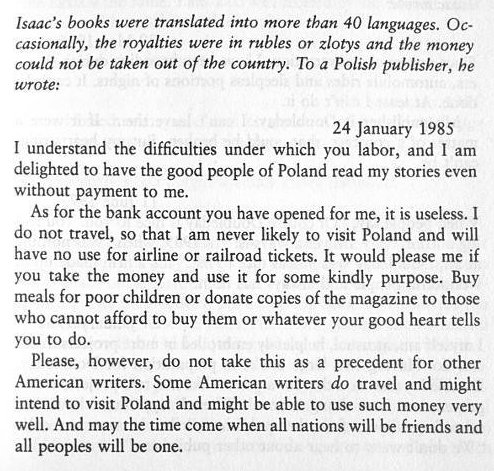 Isaac's books were translated into more than 40 languages. Oc-
casionally, the royalties were in rubles or zlotys and the money
could not be taken out of the country. To a Polish publisher, he
wrote:
24 January 1985
I understand the difficulties under which you labor, and I am
delighted to have the good people of Poland read my stories even
without payment to me.
As for the bank account you have opened for me, it is useless. I
do not travel, so that I am never likely to visit Poland and will
have no use for airline or railroad tickets. It would please me if
you take the money and use it for some kindly purpose. Buy
meals for poor children or donate copies of the magazine to those
who cannot afford to buy them or whatever your good heart tells
you to do.
Please, however, do not take this as a precedent for other
American writers. Some American writers do travel and might
intend to visit Poland and might be able to use such money very
well. And may the time come when all nations will be friends and
all peoples will be one.